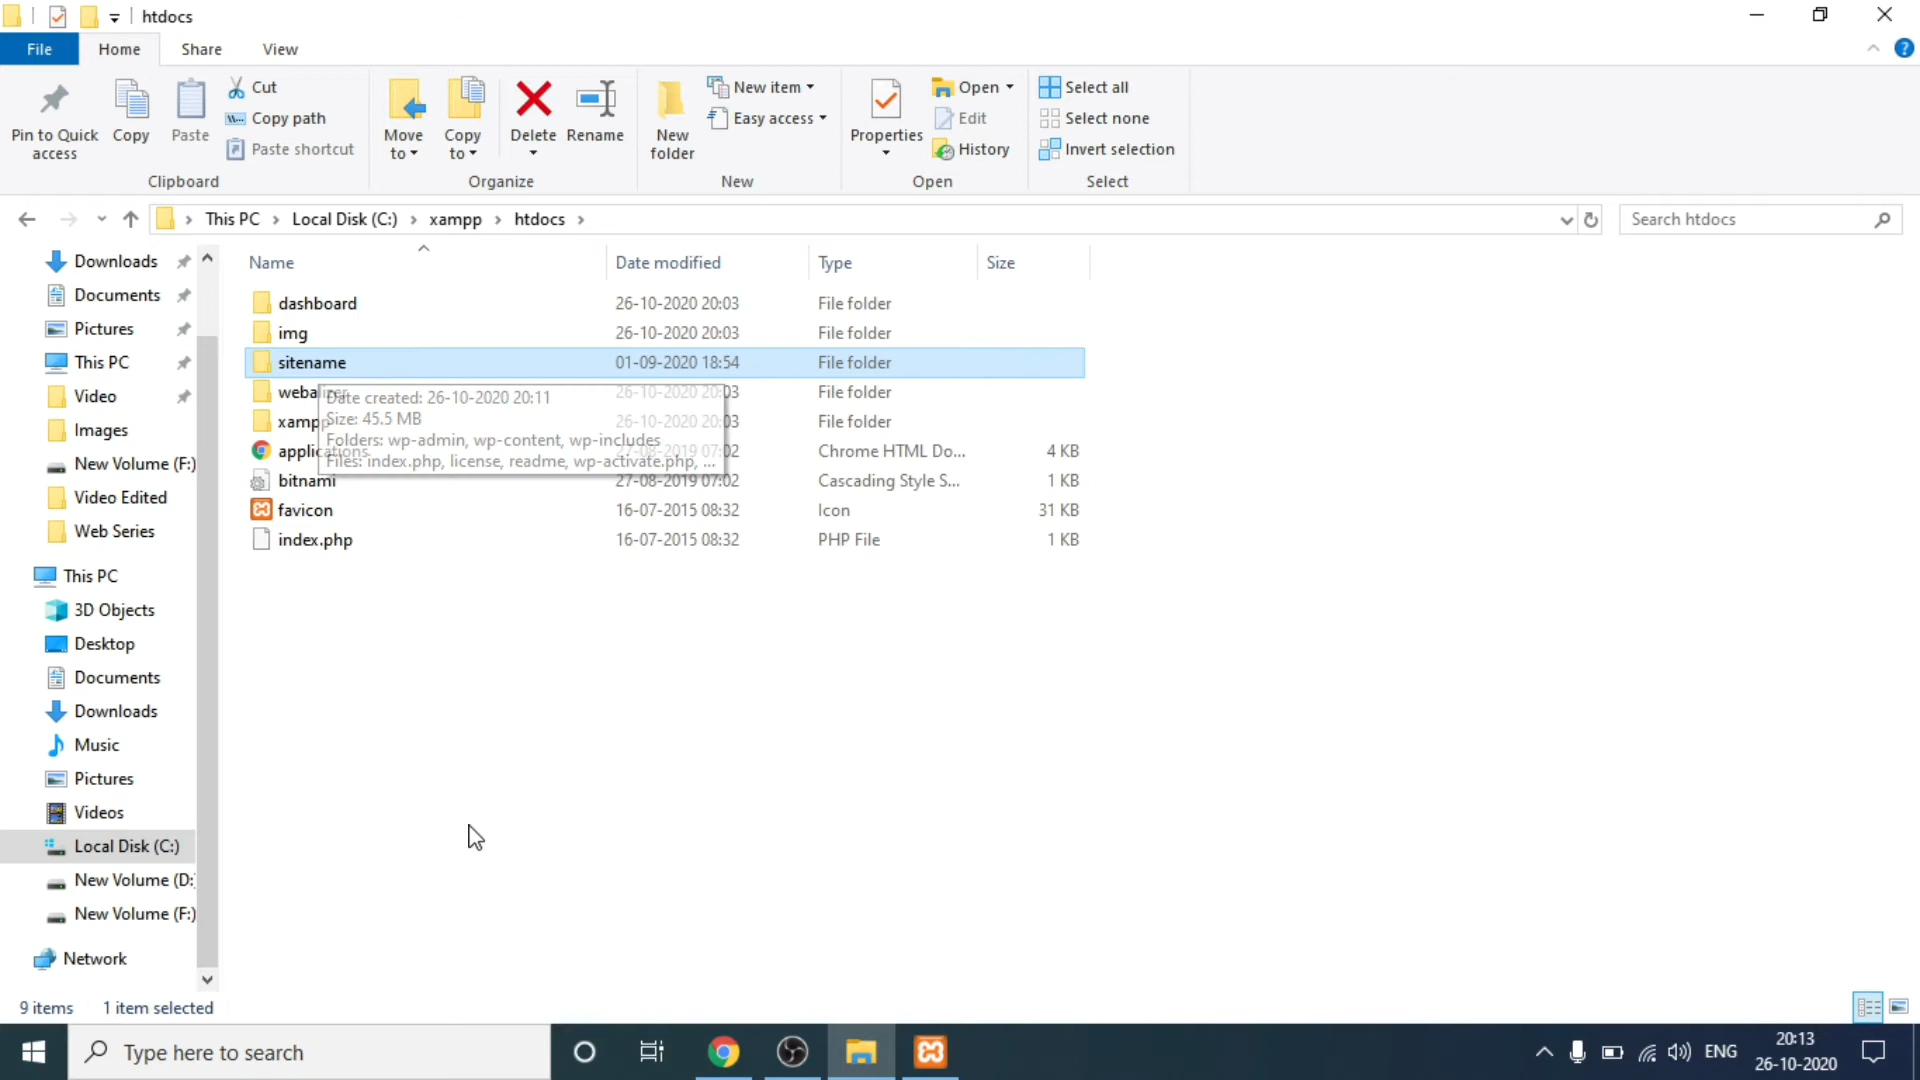 htdocs
File Home Share View
Pin to Quick access
Copy
Paste
Cut
Copy path
Paste shortcut
Clipboard
Move to
Copy to
Delete
Rename
Organize
New folder
New item
Easy access
New
Properties
Open
Edit
History
Open
Select all
Select none
Invert selection
Select
This PC > Local Disk (C:) > xampp > htdocs >
Search htdocs
Downloads
Documents
Pictures
This PC
Video
Images
New Volume (F:)
Video Edited
Web Series
This PC
3D Objects
Desktop
Documents
Downloads
Music
Pictures
Videos
Local Disk (C:)
New Volume (D:
New Volume (F:)
Network
Name Date modified Type Size
dashboard 26-10-2020 20:03 File folder
img 26-10-2020 20:03 File folder
sitename 01-09-2020 18:54 File folder
webalizer 26-10-2020 20:03 File folder
xampp 26-10-2020 20:03 File folder
applications 27-08-2019 07:02 Chrome HTML Do... 4 KB
bitnami 27-08-2019 07:02 Cascading Style S... 1 KB
favicon 16-07-2015 08:32 Icon 31 KB
index.php 16-07-2015 08:32 PHP File 1 KB
Date created: 26-10-2020 20:11
Size: 45.5 MB
Folders: wp-admin, wp-content, wp-includes
Files: index.php, license, readme, wp-activate.php, ...
9 items 1 item selected
Type here to search
ENG
20:13
26-10-2020